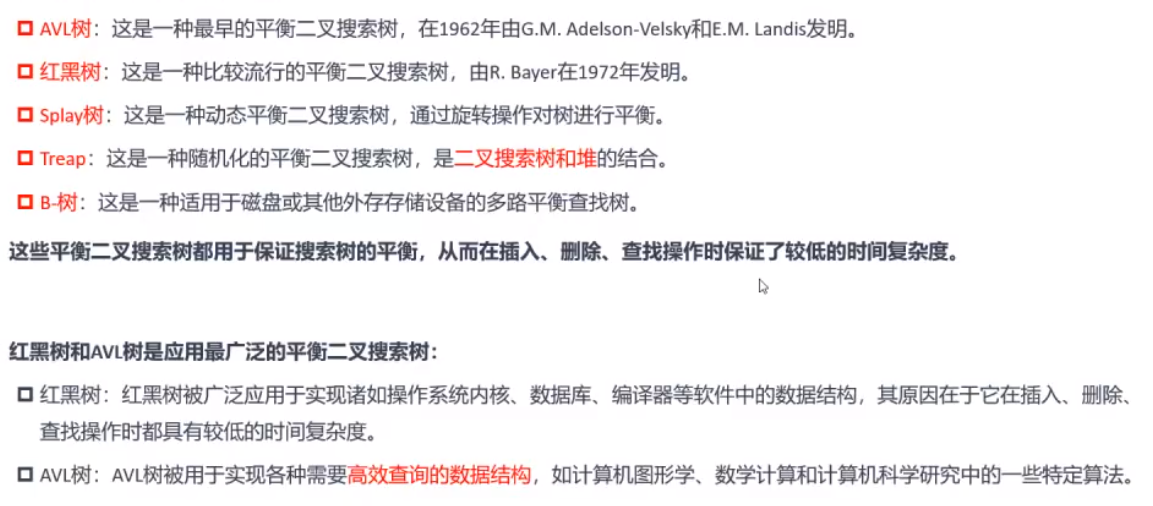 AVL树：这是一种最早的平衡二叉搜索树，在1962年由G.M. Adelson-Velsky和E.M. Landis发明。
红黑树：这是一种比较流行的平衡二叉搜索树，由R. Bayer在1972年发明。
Splay树：这是一种动态平衡二叉搜索树，通过旋转操作对树进行平衡。
Treap：这是一种随机化的平衡二叉搜索树，是二叉搜索树和堆的结合。
B-树：这是一种适用于磁盘或其他外存存储设备的多路平衡查找树。
这些平衡二叉搜索树都用于保证搜索树的平衡，从而在插入、删除、查找操作时保证了较低的时间复杂度。
红黑树和AVL树是应用最广泛的平衡二叉搜索树：
红黑树：红黑树被广泛应用于实现诸如操作系统内核、数据库、编译器等软件中的数据结构，其原因在于它在插入、删除、
查找操作时都具有较低的时间复杂度。
AVL树：AVL树被用于实现各种需要高效查询的数据结构，如计算机图形学、数学计算和计算机科学研究中的一些特定算法。